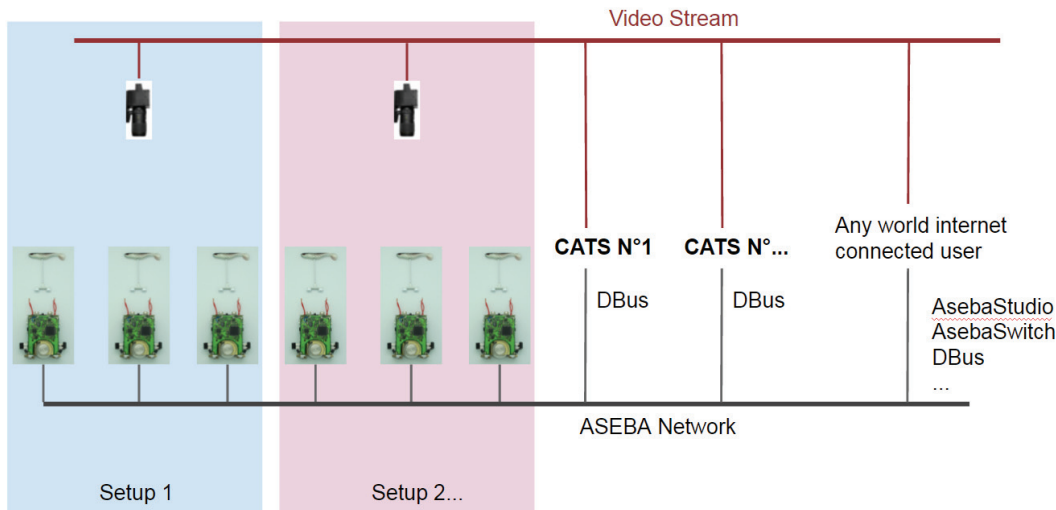 Video Stream
CATS N°1
CATS N°...
Any world internet
connected user
DBus
DBus
AsebaStudio
AsebaSwitch
DBus
...
ASEBA Network
Setup 1
Setup 2...